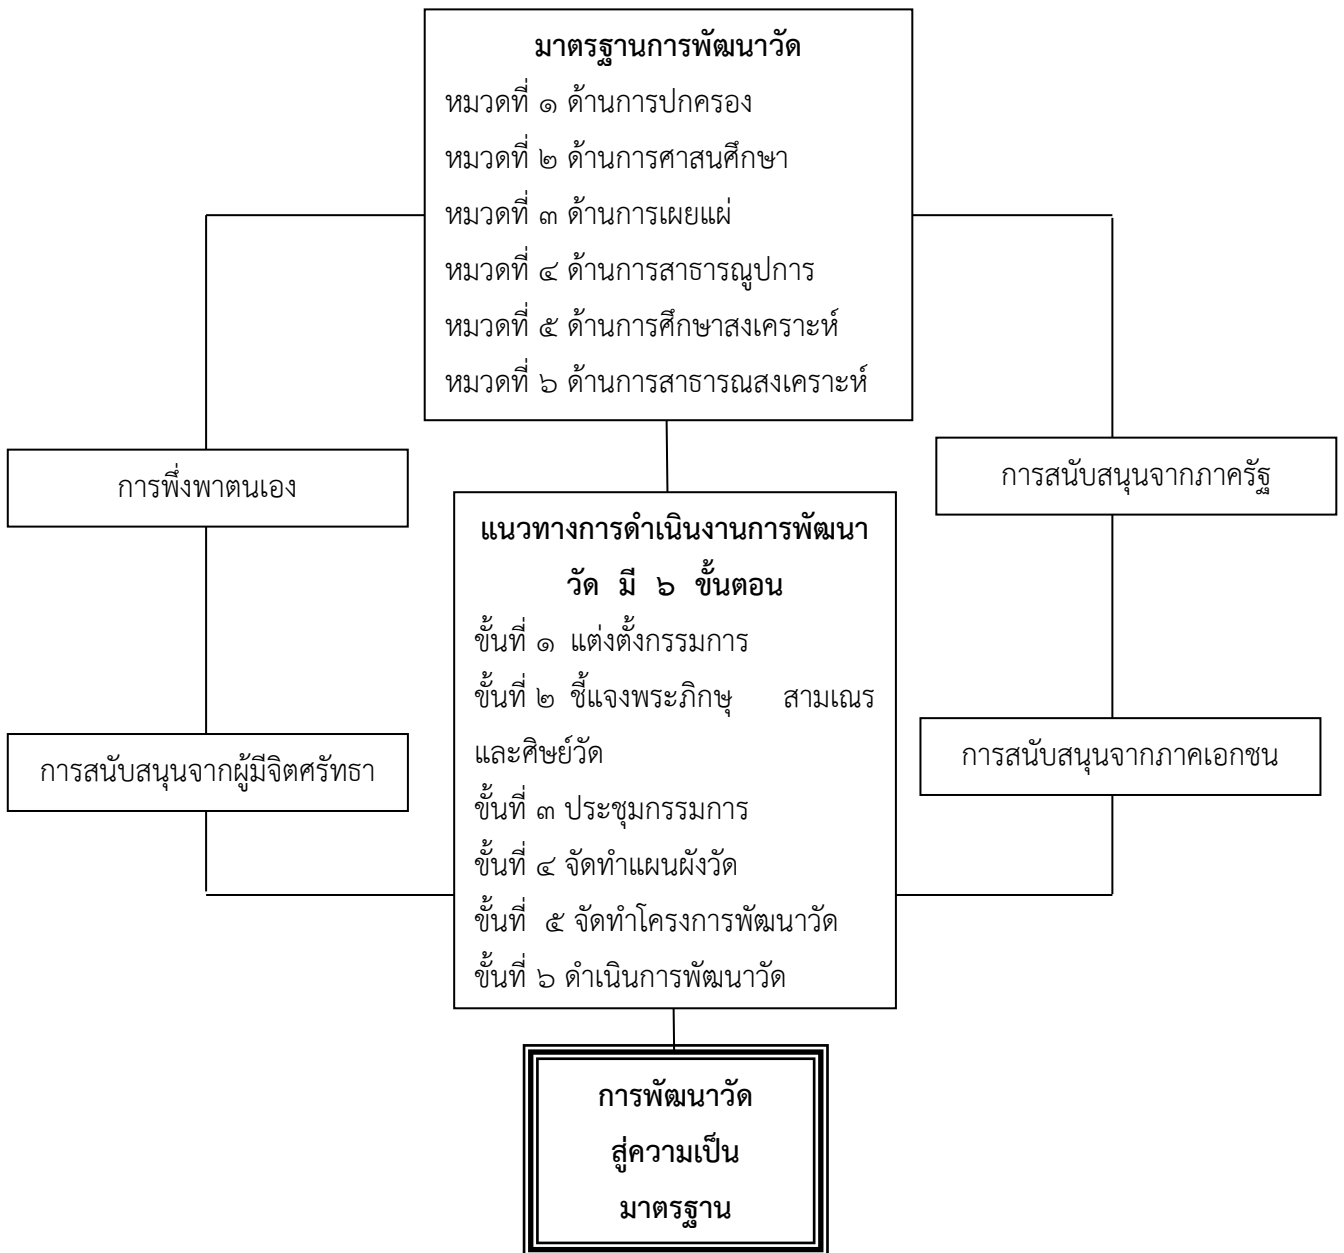 มาตรฐานการพัฒนาวัด
หมวดที่ ๑ ด้านการปกครอง
หมวดที่ ๒ ด้านการศาสนศึกษา
หมวดที่ ๓ ด้านการเผยแผ่
หมวดที่ ๔ ด้านการสาธารณูปการ
หมวดที่ ๕ ด้านการศึกษาสงเคราะห์
หมวดที่ ๖ ด้านการสาธารณสงเคราะห์
การพึ่งพาตนเอง
การสนับสนุนจากภาครัฐ
แนวทางการดำเนินงานการพัฒนา
วัด มี ๖ ขั้นตอน
ขั้นที่ ๑ แต่งตั้งกรรมการ
ขั้นที่ ๒ ชี้แจงพระภิกษุ สามเณร
และศิษย์วัด
ขั้นที่ ๓ ประชุมกรรมการ
ขั้นที่ ๔ จัดทำแผนผังวัด
ขั้นที่ ๕ จัดทำโครงการพัฒนาวัด
ขั้นที่ ๖ ดำเนินการพัฒนาวัด
การสนับสนุนจากผู้มีจิตศรัทธา
การสนับสนุนจากภาคเอกชน
การพัฒนาวัด
สู่ความเป็น
มาตรฐาน